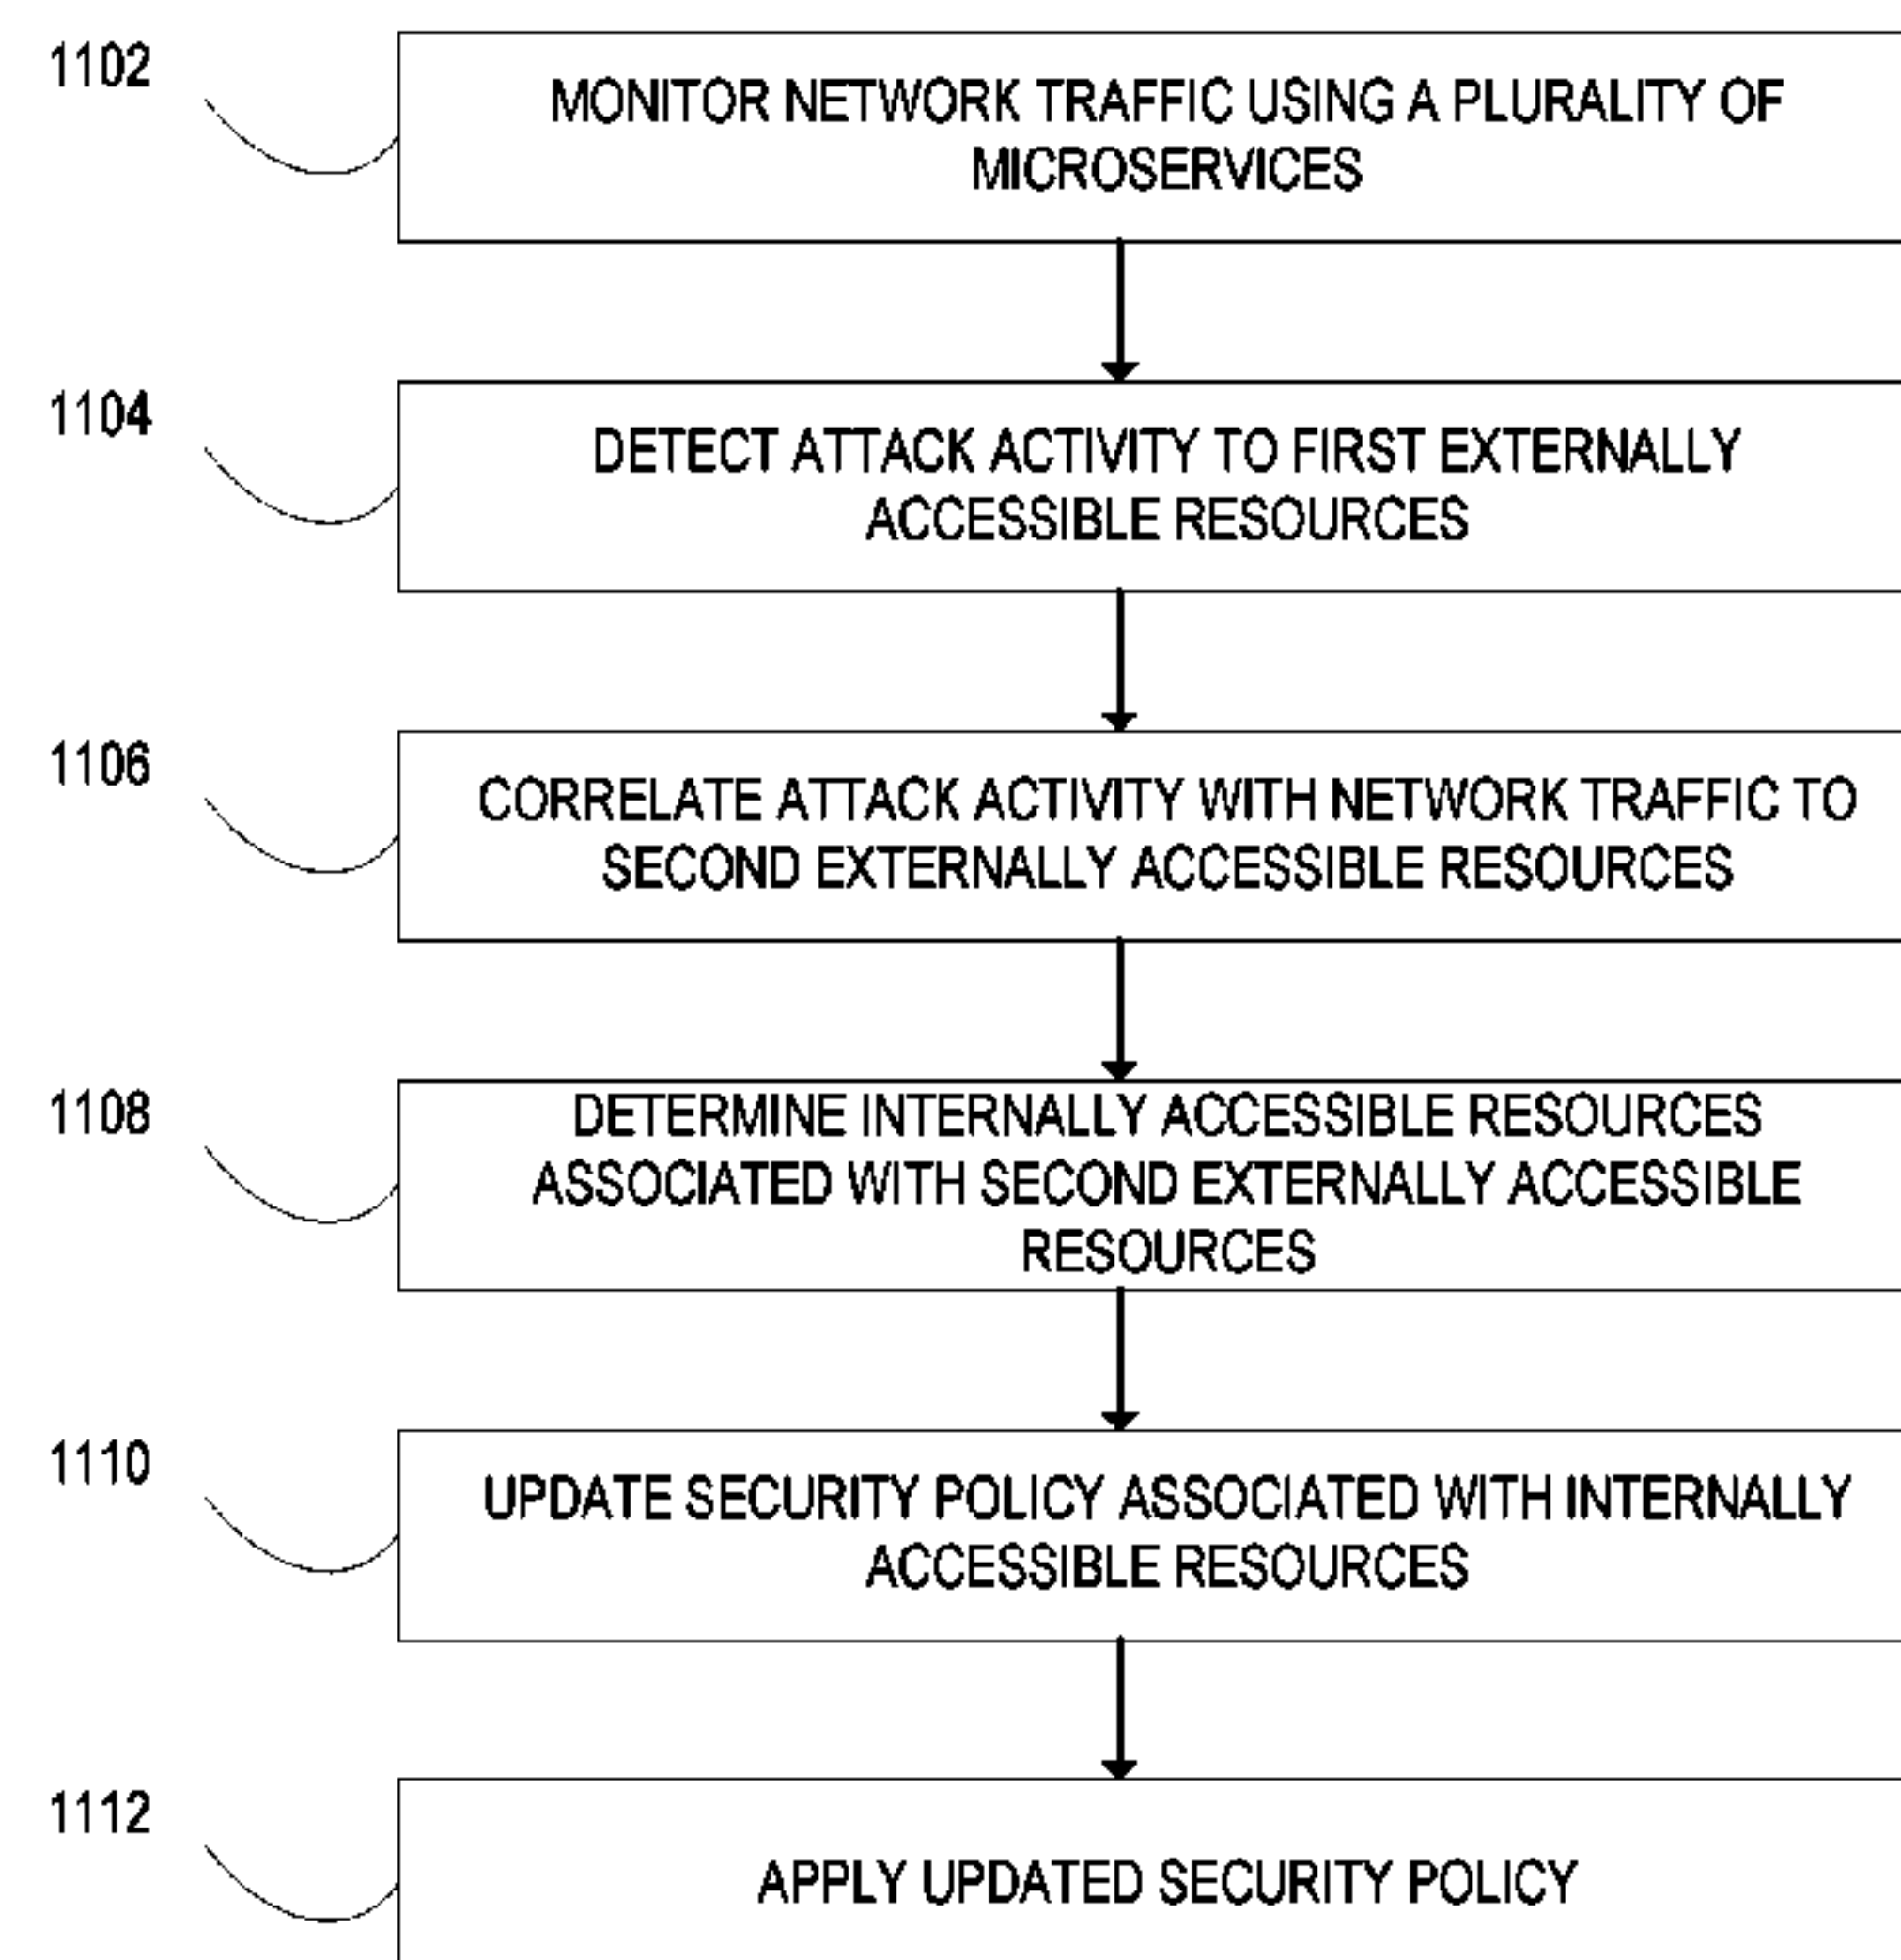 1102
MONITOR NETWORK TRAFFIC USING A PLURALITY OF
MICROSERVICES
1104
DETECT ATTACK ACTIVITY TO FIRST EXTERNALLY
ACCESSIBLE RESOURCES
1106
CORRELATE ATTACK ACTIVITY WITH NETWORK TRAFFIC TO
SECOND EXTERNALLY ACCESSIBLE RESOURCES
1108
DETERMINE INTERNALLY ACCESSIBLE RESOURCES
ASSOCIATED WITH SECOND EXTERNALLY ACCESSIBLE
RESOURCES
1110
UPDATE SECURITY POLICY ASSOCIATED WITH INTERNALLY
ACCESSIBLE RESOURCES
1112
APPLY UPDATED SECURITY POLICY